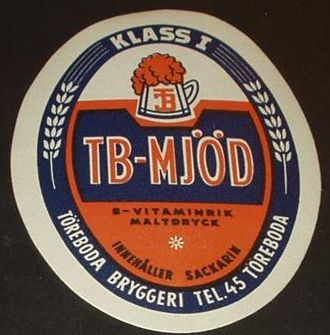 KLASS I
TB
TB-MJÖD
B-VITAMINRIK
MALTDRYCK
INNEHÅLLER SACKARIN
TÖREBODA BRYGGERI TEL. 45 TÖREBODA